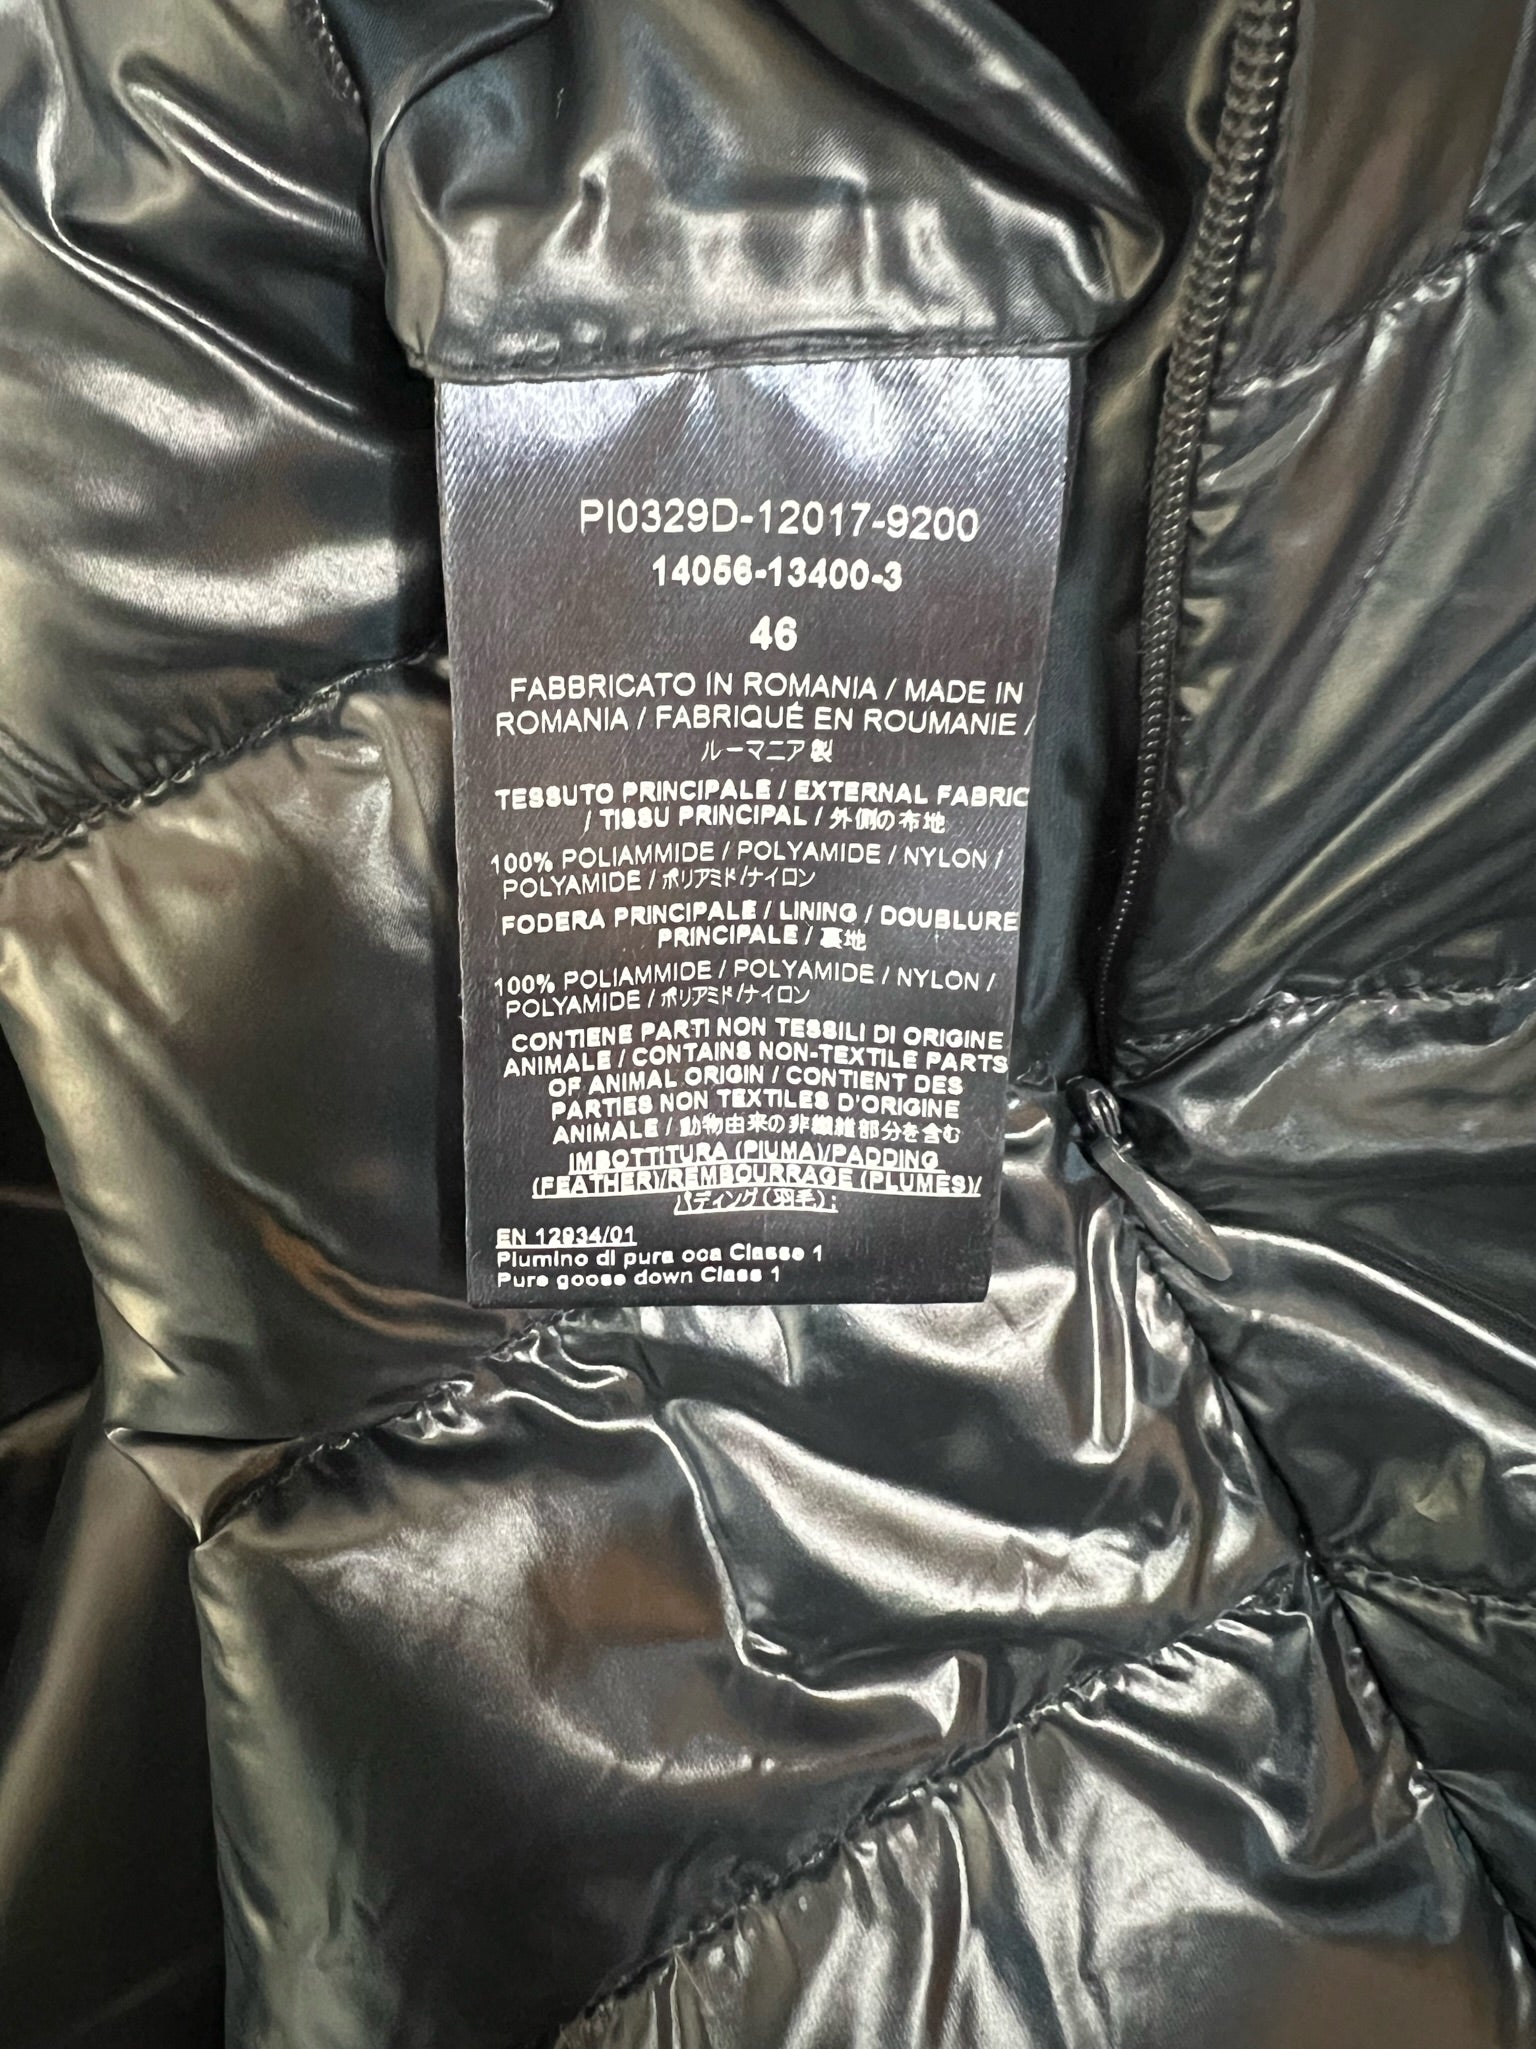 PI0329D-12017-9200
14056-13400-3
46
FABBRICATO IN ROMANIA / MADE IN
ROMANIA / FABRIQUÉ EN ROUMANIE /
ルーマニア製
TESSUTO PRINCIPALE / EXTERNAL FABRIC
/ TISSU PRINCIPAL / 外側の布地
100% POLIAMMIDE / POLYAMIDE / NYLON /
POLYAMIDE / ポリアミド/ナイロン
FODERA PRINCIPALE / LINING / DOUBLURE
PRINCIPALE / 裏地
100% POLIAMMIDE / POLYAMIDE / NYLON /
POLYAMIDE / ポリアミド/ナイロン
CONTIENE PARTI NON TESSILI DI ORIGINE
ANIMALE / CONTAINS NON-TEXTILE PARTS
OF ANIMAL ORIGIN / CONTIENT DES
PARTIES NON TEXTILES D'ORIGINE
ANIMALE / 動物由来の非繊維部分を含む
IMBOTTITURA (PIUMA)/PADDING
(FEATHER)/REMBOURRAGE (PLUMES)/
パディング(羽毛):
EN 12934/01
Piumino di pura oca Classe 1
Pure goose down Class 1